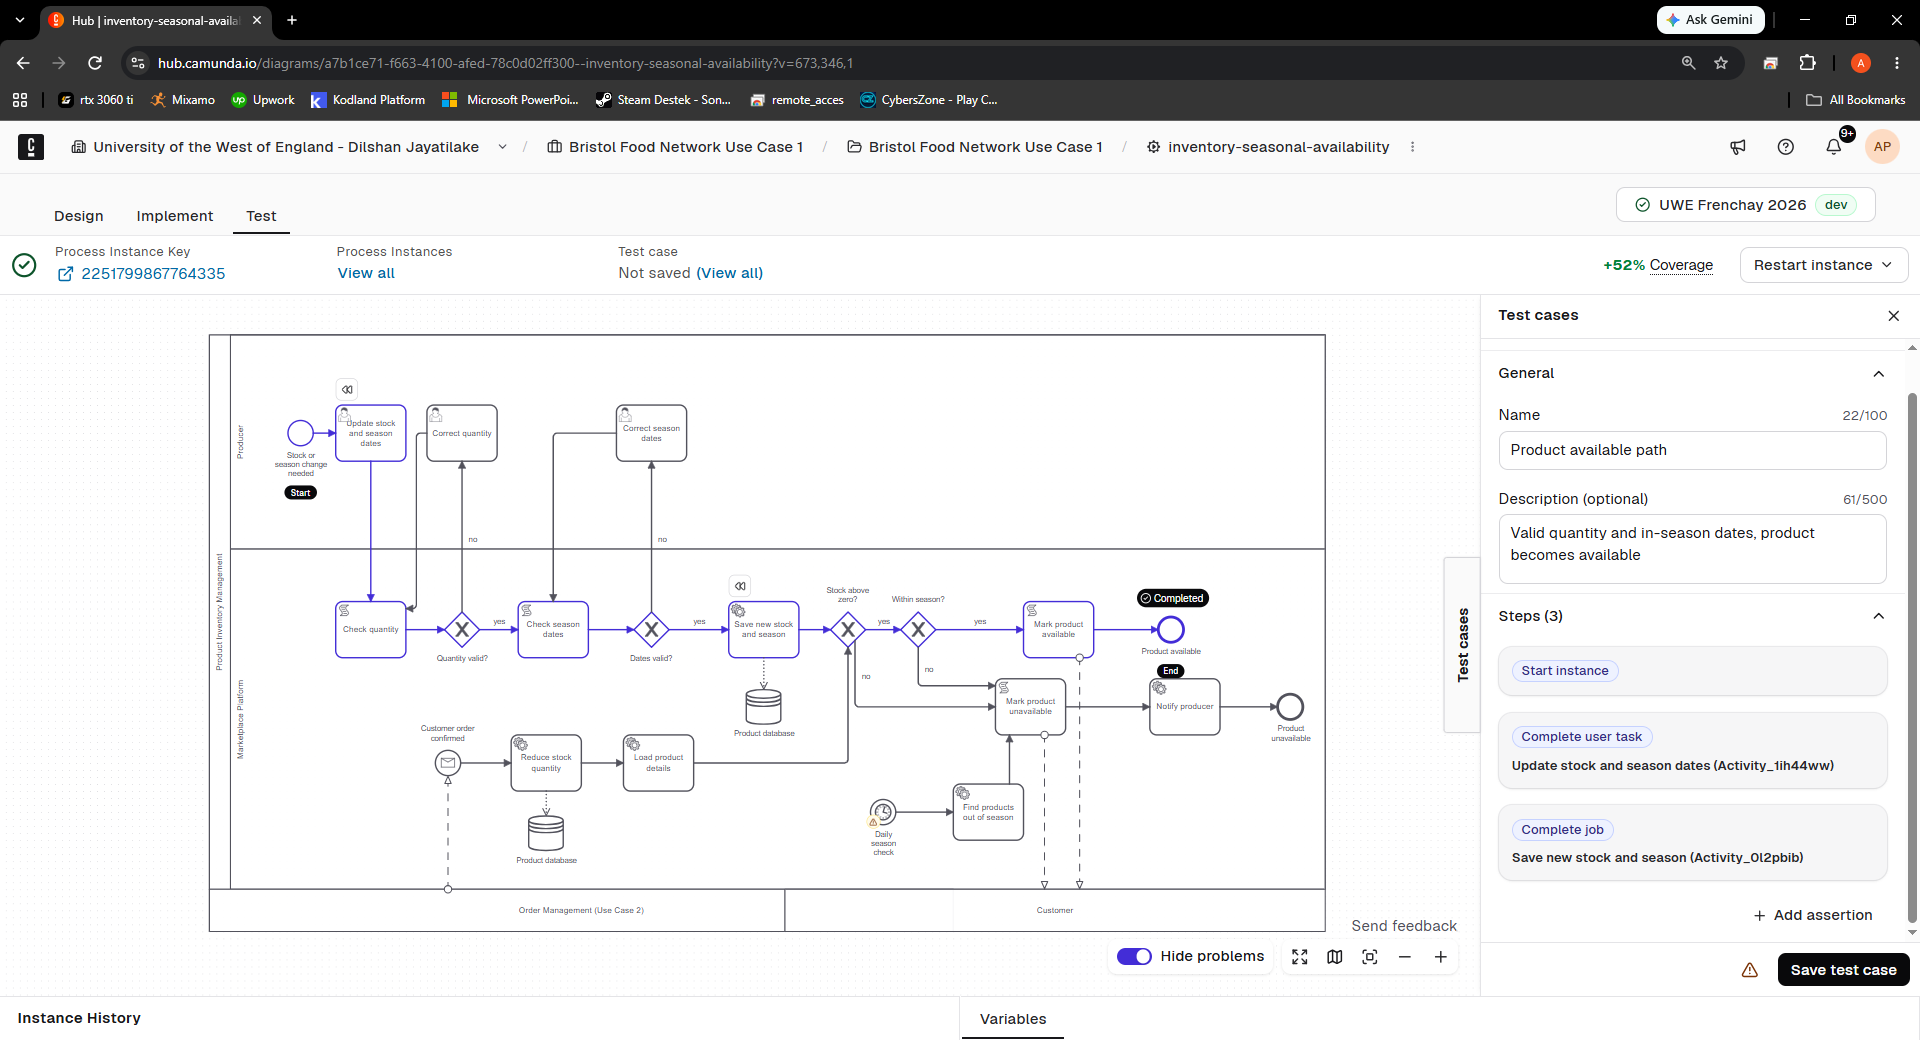 Hub | inventory-seasonal-availa
Ask Gemini
hub.camunda.io/diagrams/a7b1ce71-f663-4100-afed-78c0d02ff300--inventory-seasonal-availability?v=673,346,1
A
rtx 3060 ti
Mixamo
Upwork
Kodland Platform
Microsoft PowerPoi...
Steam Destek - Son...
remote_acces
CybersZone - Play C...
All Bookmarks
University of the West of England - Dilshan Jayatilake
/
Bristol Food Network Use Case 1
/
Bristol Food Network Use Case 1
/
inventory-seasonal-availability
9+
AP
Design
Implement
Test
UWE Frenchay 2026
dev
Process Instance Key
2251799867764335
Process Instances
View all
Test case
Not saved (View all)
+52% Coverage
Restart instance
Product Inventory Management
Producer
Marketplace Platform
Stock or
season change
needed
Start
Update stock
and season
dates
Correct quantity
Correct season
dates
no
no
Check quantity
Quantity valid?
yes
Check season
dates
Dates valid?
yes
Save new stock
and season
Product database
Stock above
zero?
yes
no
Within season?
yes
no
Mark product
available
Completed
Product available
End
Mark product
unavailable
Notify producer
Product
unavailable
Customer order
confirmed
Reduce stock
quantity
Load product
details
Product database
Daily
season
check
Find products
out of season
Order Management (Use Case 2)
Customer
Send feedback
Hide problems
Test cases
Test cases
General
Name
22/100
Product available path
Description (optional)
61/500
Valid quantity and in-season dates, product
becomes available
Steps (3)
Start instance
Complete user task
Update stock and season dates (Activity_1ih44ww)
Complete job
Save new stock and season (Activity_0l2pbib)
Add assertion
Save test case
Instance History
Variables